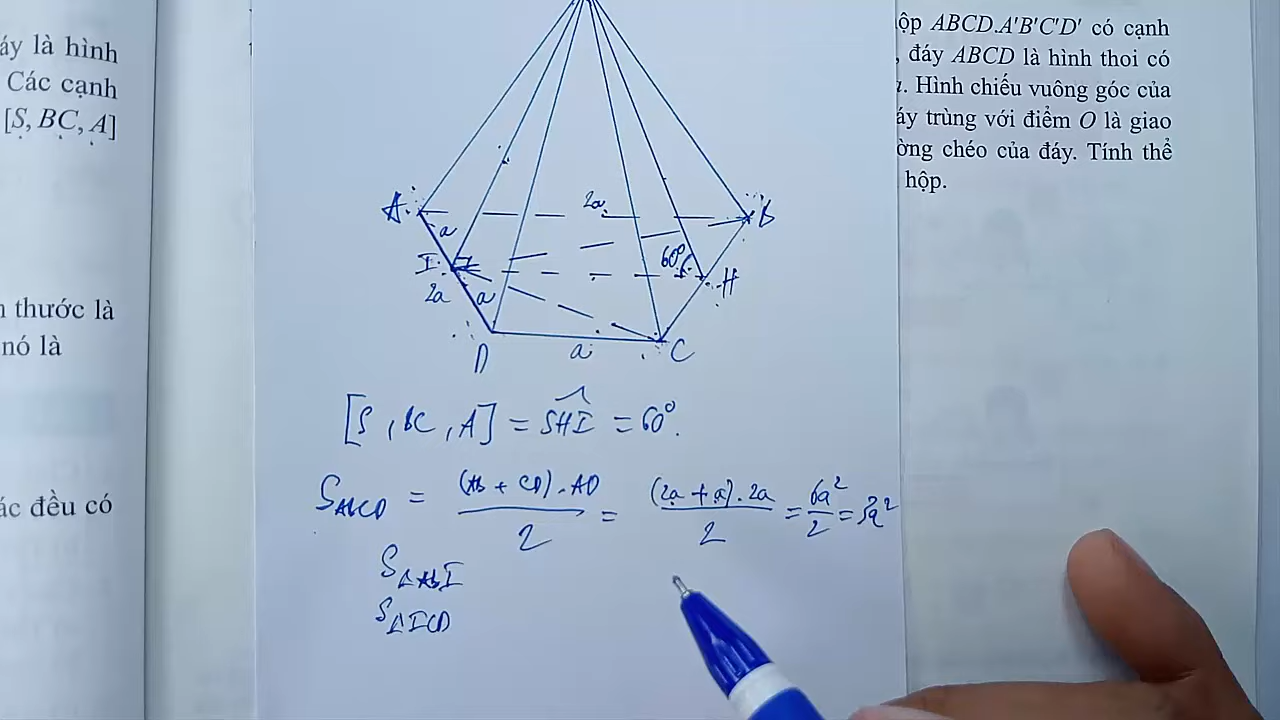 áy là hình
Các cạnh
[S, BC, A]
thước là
nó là
ác đều có
ộp ABCD.A'B'C'D' có cạnh
, đáy ABCD là hình thoi có
. Hình chiếu vuông góc của
áy trùng với điểm O là giao
ờng chéo của đáy. Tính thể
hộp.
A 2a B
a
I 60° H
2a a
D a C
[S, BC, A] = SHI = 60°.
S_ABCD = (AB + CD).AD / 2 = (2a + a).2a / 2 = 6a²/2 = 3a²
S_ΔABI
S_ΔICD